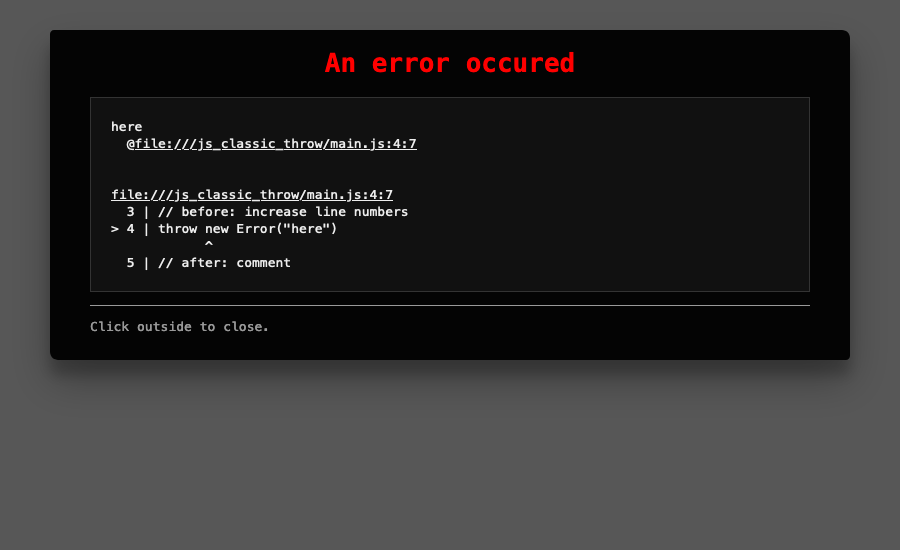 An error occured
here
  @file:///js_classic_throw/main.js:4:7
file:///js_classic_throw/main.js:4:7
  3 | // before: increase line numbers
> 4 | throw new Error("here")
            ^
  5 | // after: comment
Click outside to close.